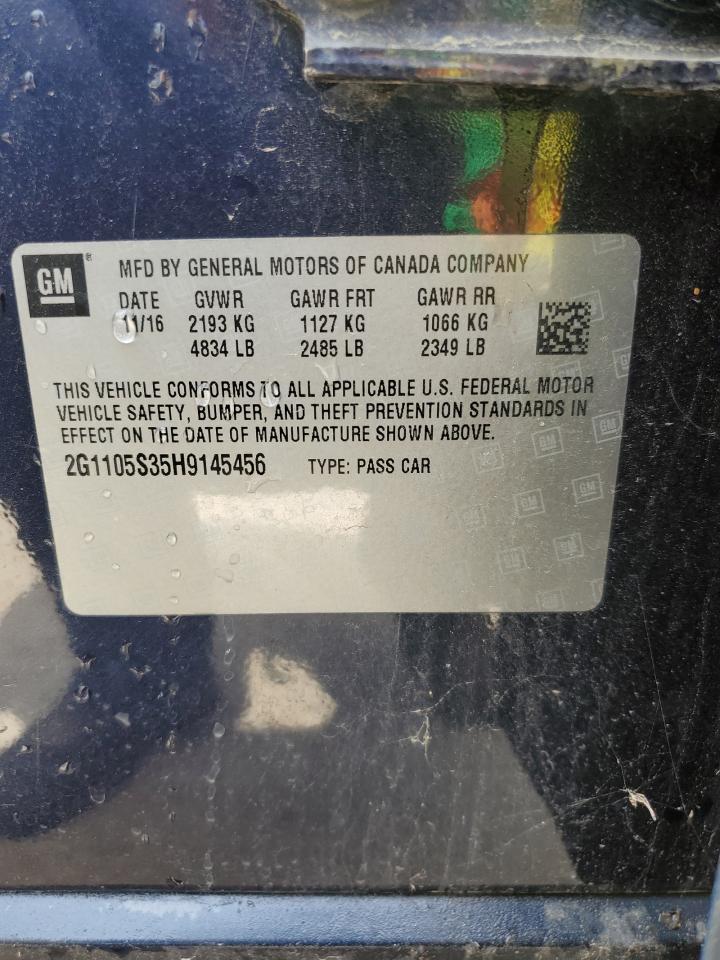 GM ® MFD BY GENERAL MOTORS OF CANADA COMPANY
DATE GVWR GAWR FRT GAWR RR
11/16 2193 KG 1127 KG 1066 KG
4834 LB 2485 LB 2349 LB
THIS VEHICLE CONFORMS TO ALL APPLICABLE U.S. FEDERAL MOTOR
VEHICLE SAFETY, BUMPER, AND THEFT PREVENTION STANDARDS IN
EFFECT ON THE DATE OF MANUFACTURE SHOWN ABOVE.
2G1105S35H9145456 TYPE: PASS CAR